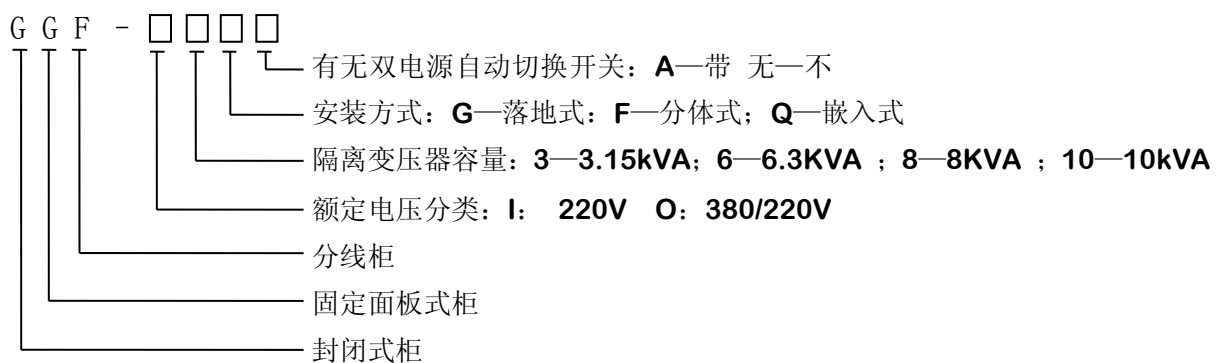 G G F - □□□□
有无双电源自动切换开关：A—带 无—不
安装方式：G—落地式：F—分体式；Q—嵌入式
隔离变压器容量：3—3.15kVA；6—6.3KVA ；8—8KVA ；10—10kVA
额定电压分类：I： 220V O：380/220V
分线柜
固定面板式柜
封闭式柜